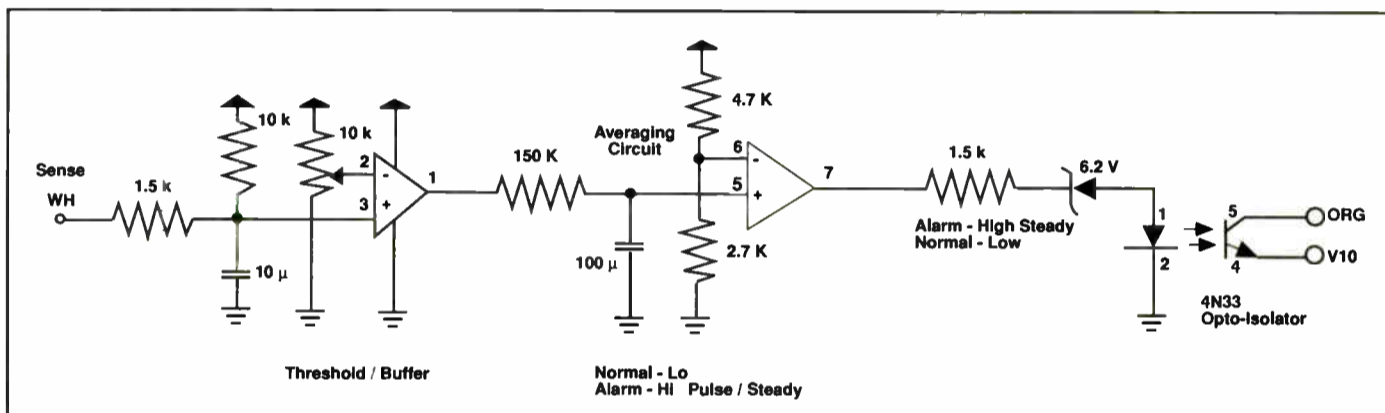 Sense
WH
1.5 k
10 k
10 k
10 μ
2
-
3
+
1
Threshold / Buffer
150 K
Averaging
Circuit
100 μ
4.7 K
6
-
5
+
7
2.7 K
Normal - Lo
Alarm - Hi Pulse / Steady
1.5 k
Alarm - High Steady
Normal - Low
6.2 V
1
2
5
4
ORG
V10
4N33
Opto-Isolator